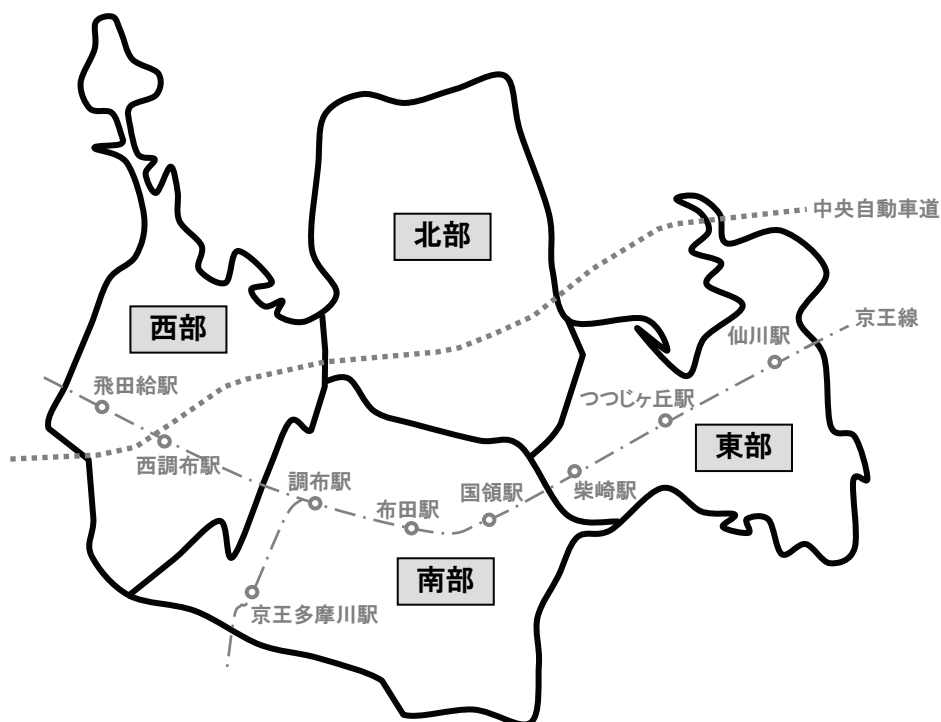 中央自動車道
北部
西部
京王線
仙川駅
飛田給駅
つつじヶ丘駅
東部
西調布駅
調布駅
国領駅
柴崎駅
布田駅
南部
京王多摩川駅